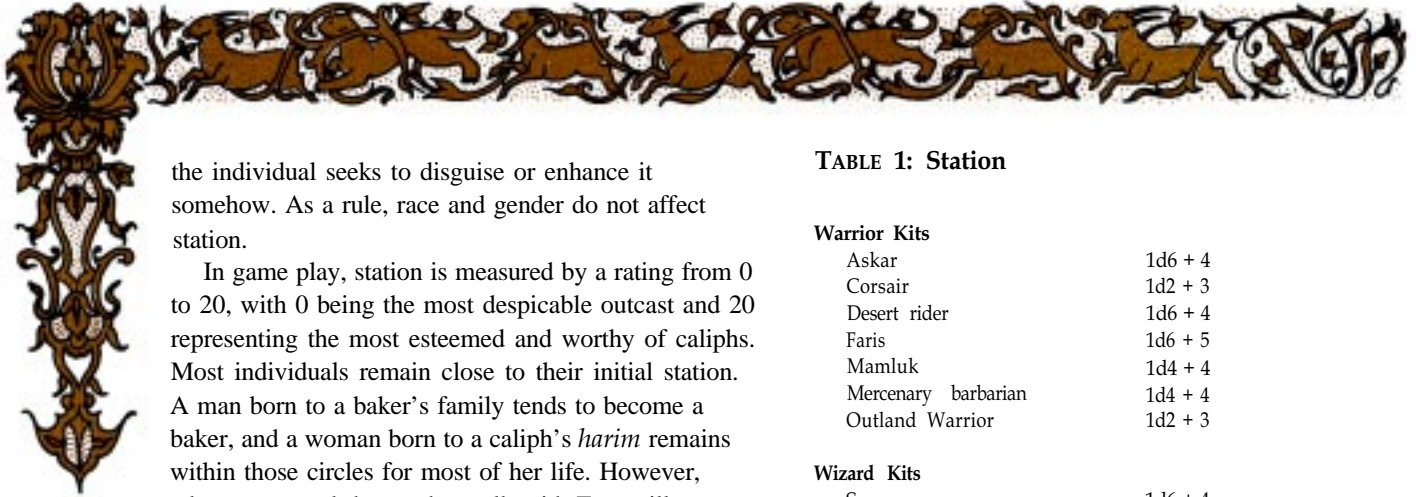 the individual seeks to disguise or enhance it
somehow. As a rule, race and gender do not affect
station.
In game play, station is measured by a rating from 0
to 20, with 0 being the most despicable outcast and 20
representing the most esteemed and worthy of caliphs.
Most individuals remain close to their initial station.
A man born to a baker's family tends to become a
baker, and a woman born to a caliph's harim remains
within those circles for most of her life. However,
TABLE 1: Station
Warrior Kits
Askar 1d6 + 4
Corsair 1d2 + 3
Desert rider 1d6 + 4
Faris 1d6 + 5
Mamluk 1d4 + 4
Mercenary barbarian 1d4 + 4
Outland Warrior 1d2 + 3
Wizard Kits